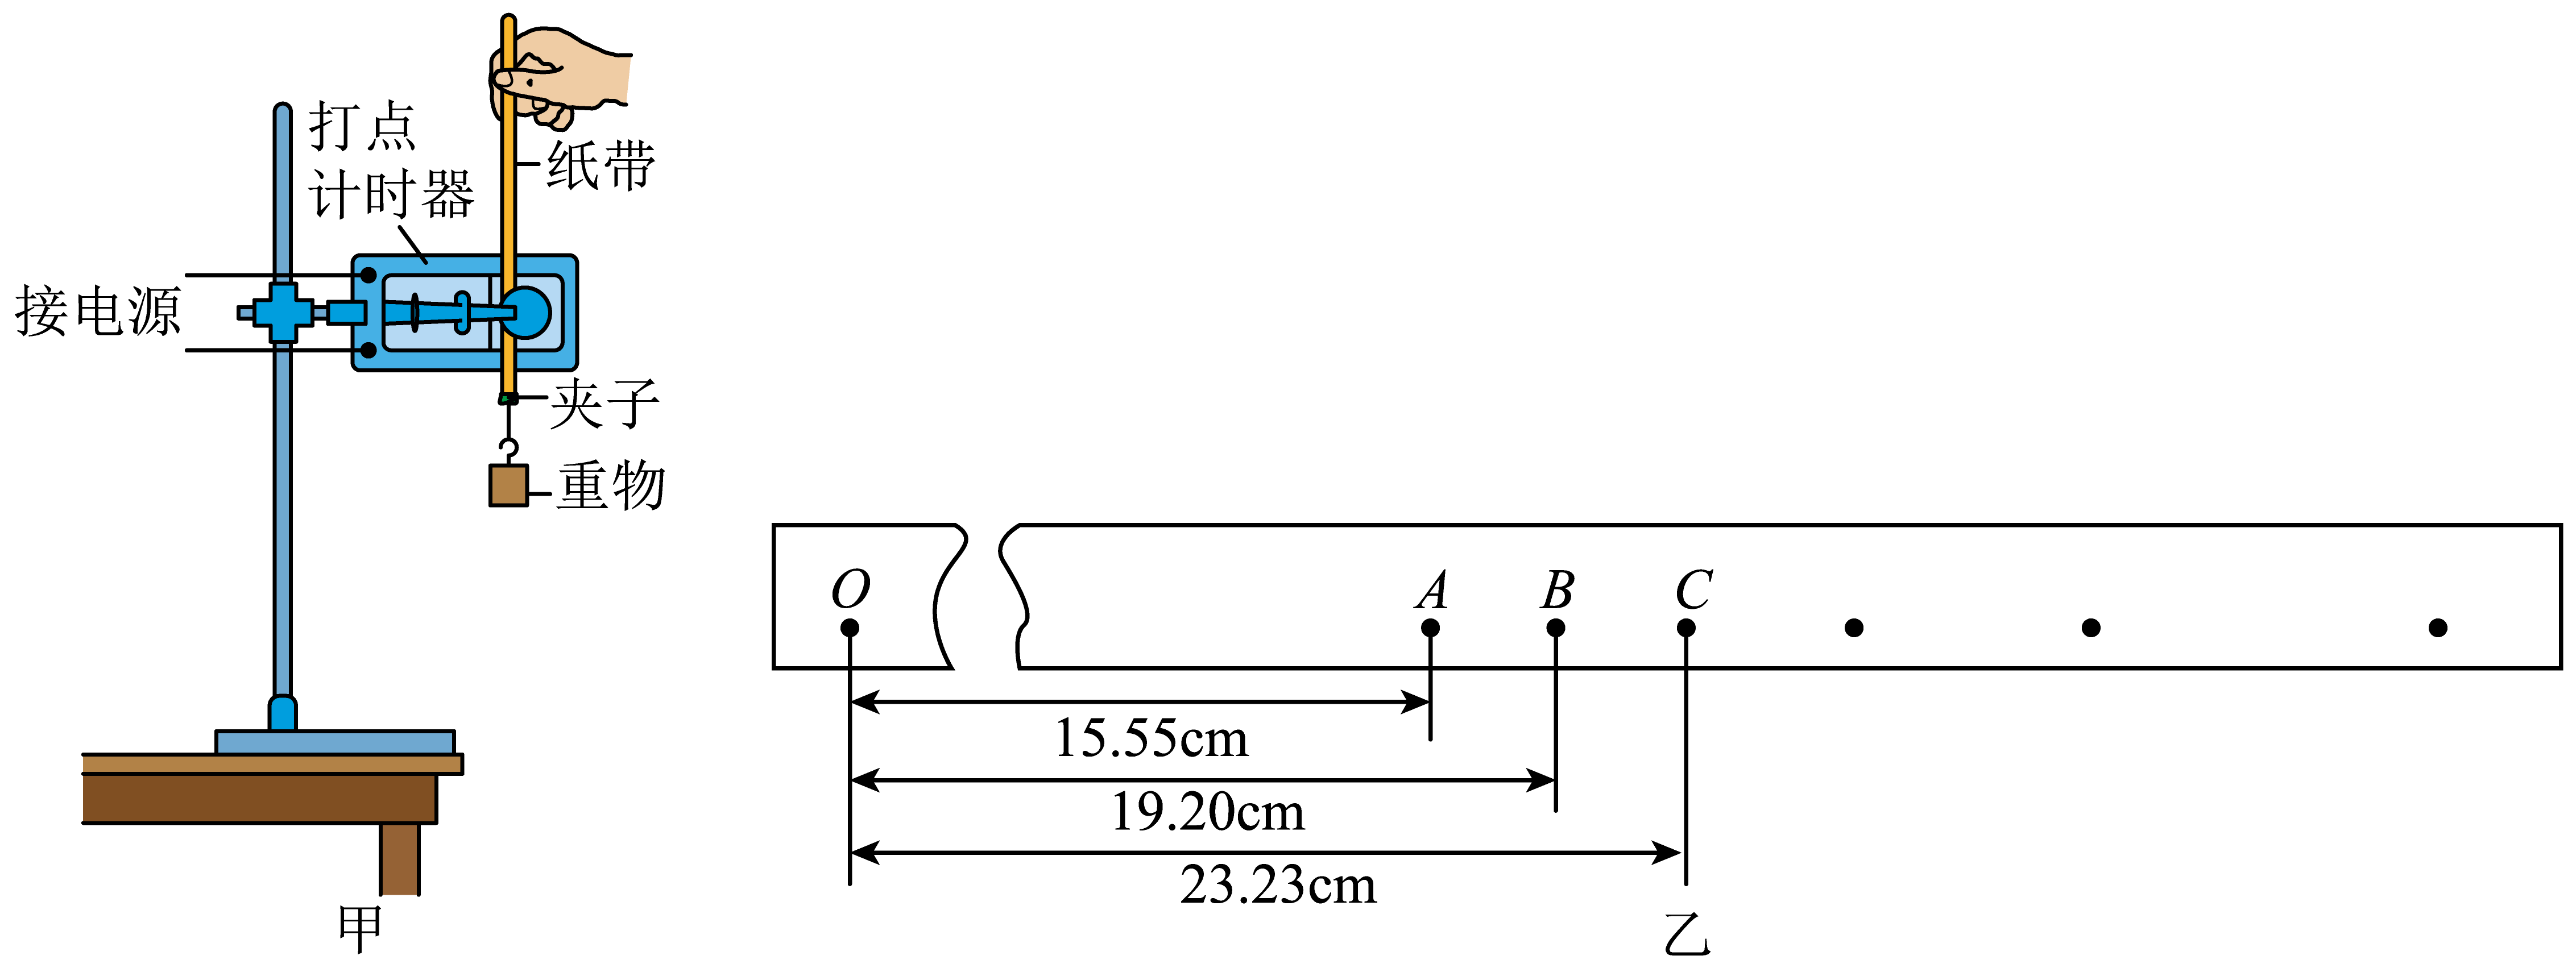 打点
计时器
纸带
接电源
夹子
重物
甲
O
A
B
C
15.55cm
19.20cm
23.23cm
乙